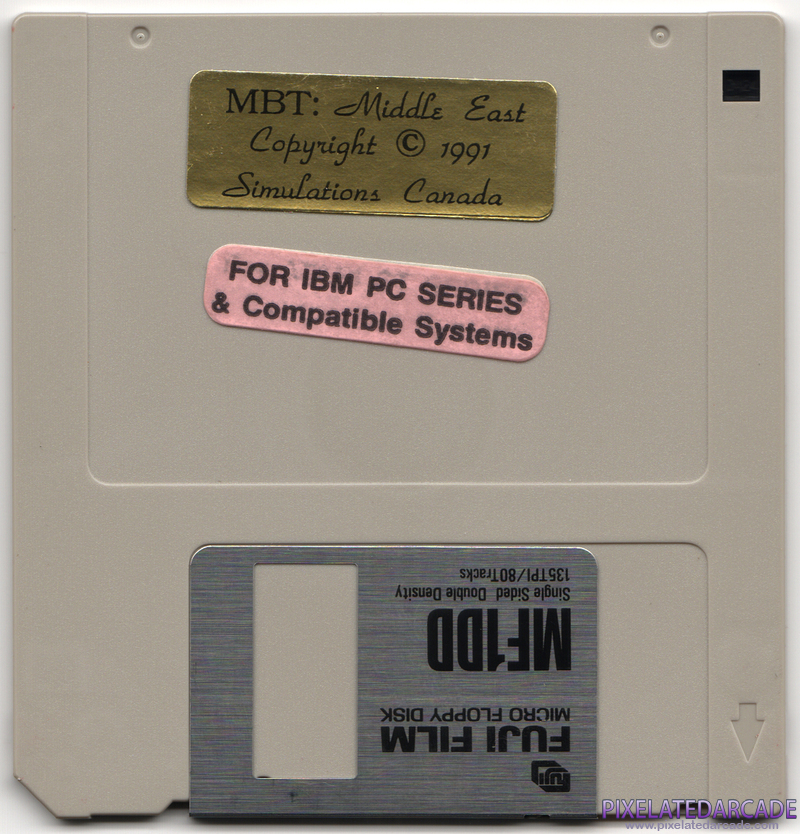 MBT: Middle East
Copyright © 1991
Simulations Canada
FOR IBM PC SERIES
& Compatible Systems
135TPI/80Tracks
Single Sided Double Density
MF1DD
MICRO FLOPPY DISK
FUJI FILM
FUJI
PIXELATEDARCADE
www.pixelatedarcade.com